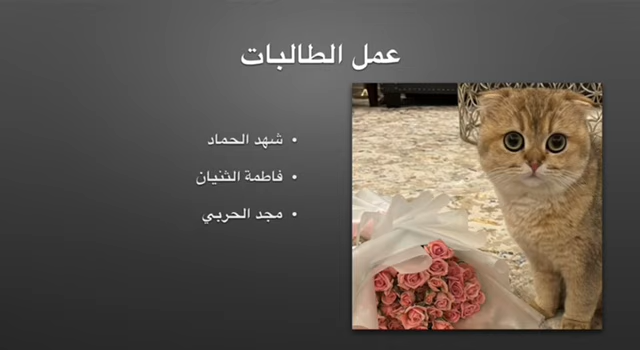 عمل الطالبات
• شهد الحماد
• فاطمة الثنيان
• مجد الحربي